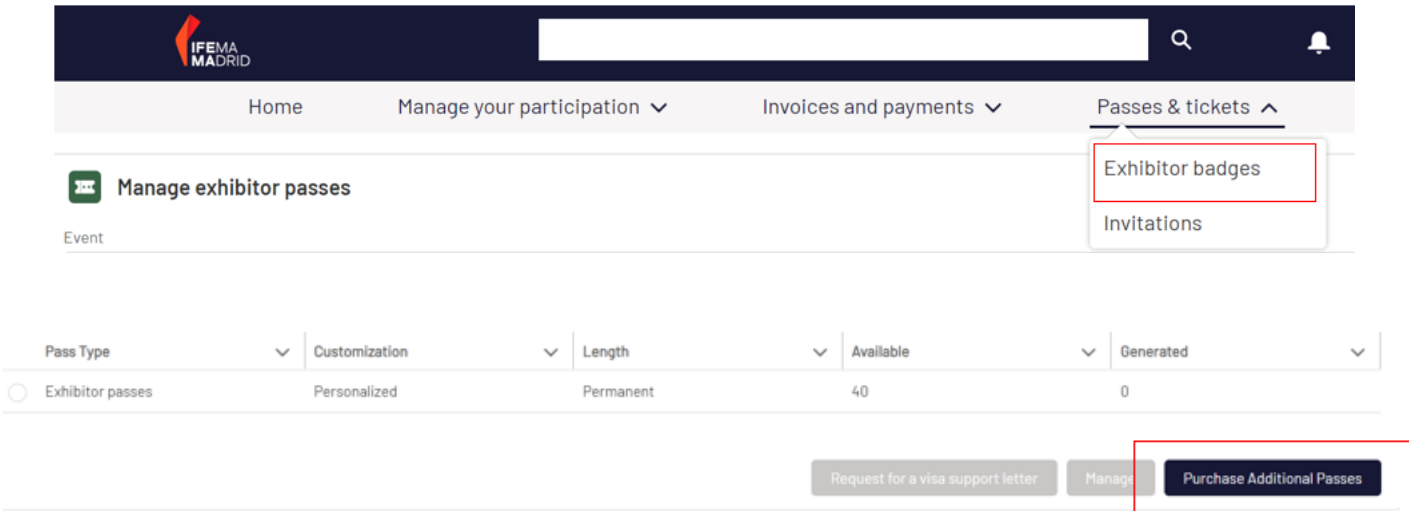 IFEMA
MADRID
Home Manage your participation Invoices and payments Passes & tickets
Exhibitor badges
Invitations
Manage exhibitor passes
Event
Pass Type Customization Length Available Generated
Exhibitor passes Personalized Permanent 40 0
Request for a visa support letter Manage Purchase Additional Passes